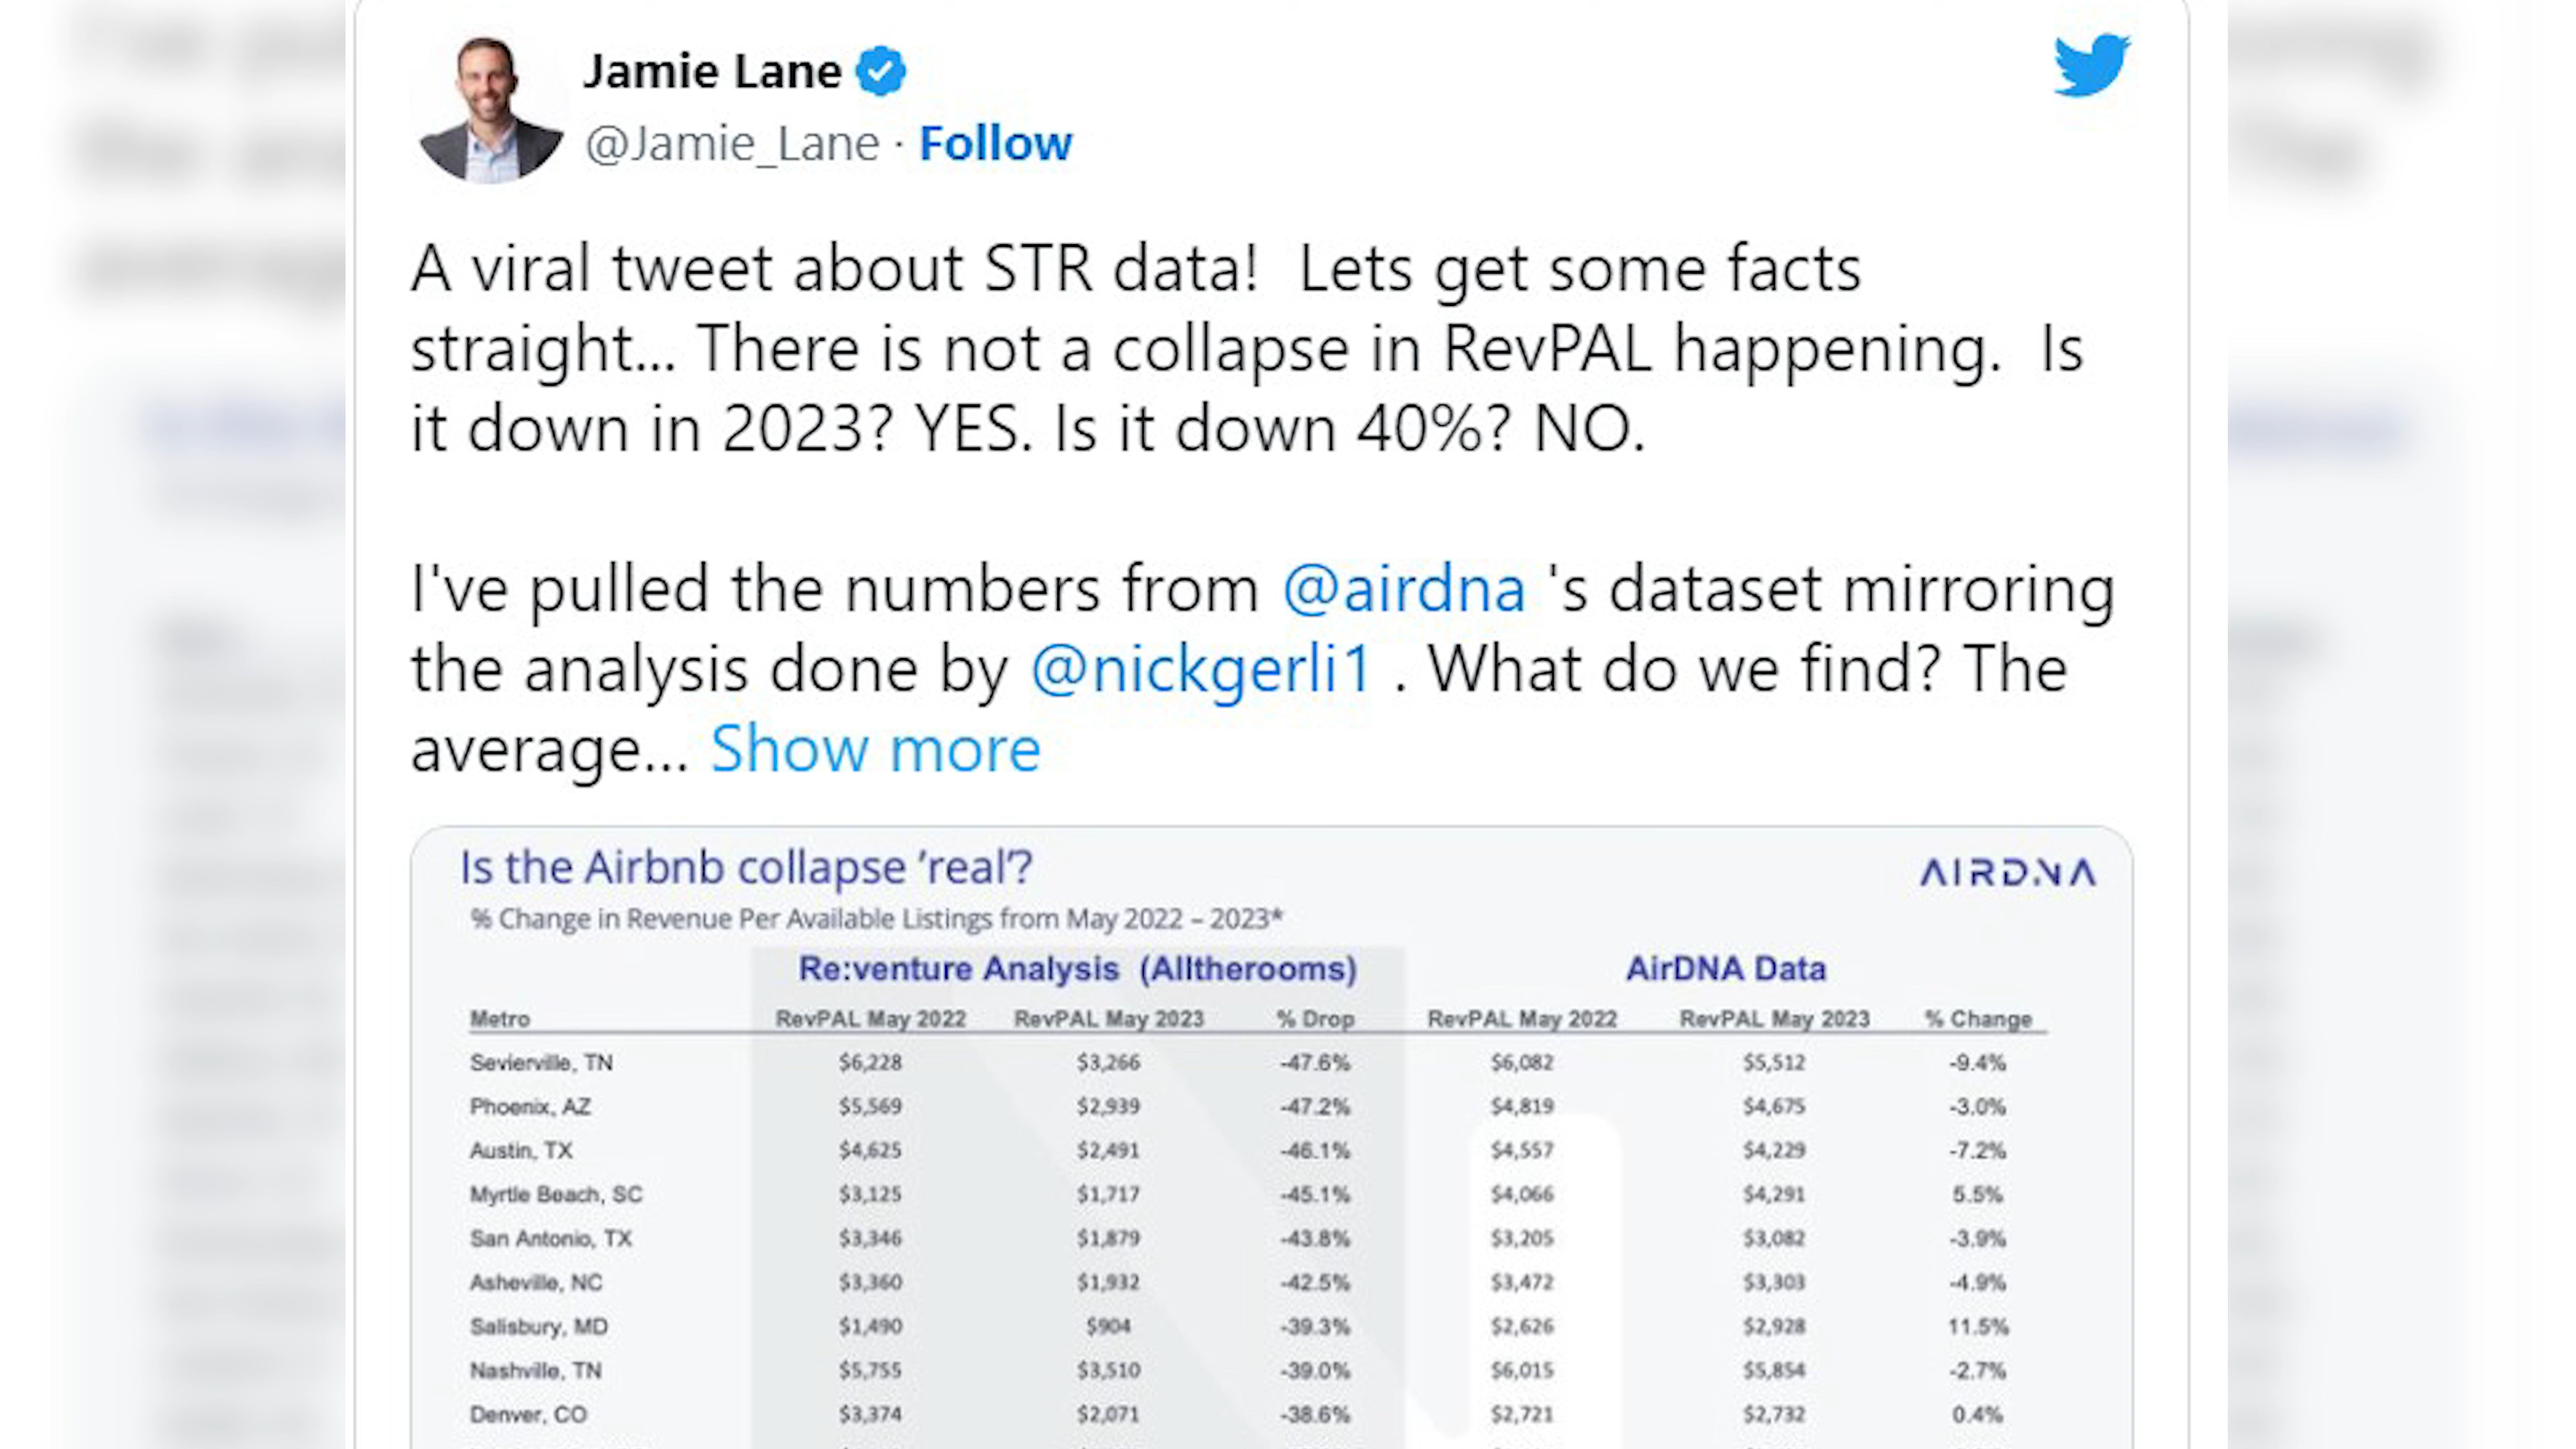 Jamie Lane
@Jamie_Lane · Follow
A viral tweet about STR data!  Lets get some facts
straight... There is not a collapse in RevPAL happening.  Is
it down in 2023? YES. Is it down 40%? NO.
I've pulled the numbers from @airdna 's dataset mirroring
the analysis done by @nickgerli1 . What do we find? The
average... Show more
Is the Airbnb collapse 'real'?
AIRDNA
% Change in Revenue Per Available Listings from May 2022 – 2023*
Re:venture Analysis (Alltherooms) AirDNA Data
Metro RevPAL May 2022 RevPAL May 2023 % Drop RevPAL May 2022 RevPAL May 2023 % Change
Sevierville, TN $6,228 $3,266 -47.6% $6,082 $5,512 -9.4%
Phoenix, AZ $5,569 $2,939 -47.2% $4,819 $4,675 -3.0%
Austin, TX $4,625 $2,491 -46.1% $4,557 $4,229 -7.2%
Myrtle Beach, SC $3,125 $1,717 -45.1% $4,066 $4,291 5.5%
San Antonio, TX $3,346 $1,879 -43.8% $3,205 $3,082 -3.9%
Asheville, NC $3,360 $1,932 -42.5% $3,472 $3,303 -4.9%
Salisbury, MD $1,490 $904 -39.3% $2,626 $2,928 11.5%
Nashville, TN $5,755 $3,510 -39.0% $6,015 $5,854 -2.7%
Denver, CO $3,374 $2,071 -38.6% $2,721 $2,732 0.4%